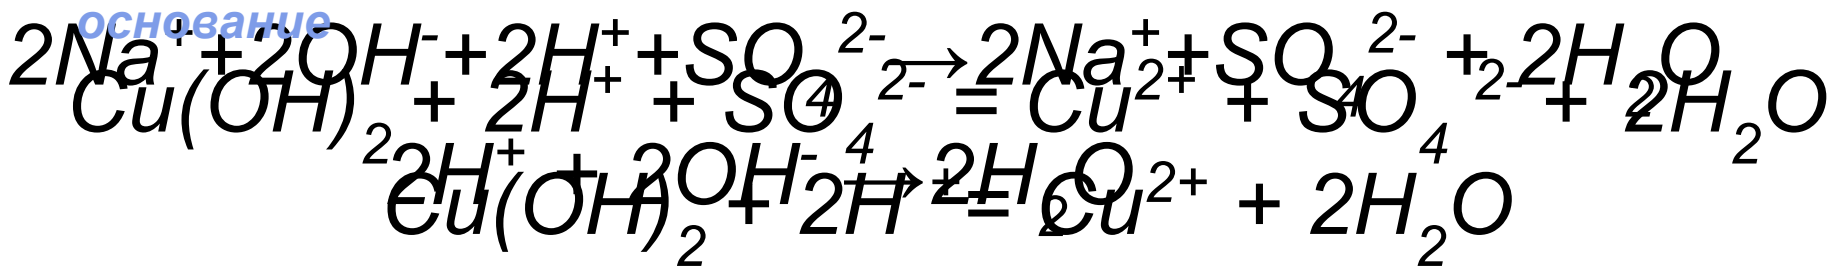 основание
2Na⁺+2OH⁻+2H⁺+SO₄²⁻→2Na⁺+SO₄²⁻ + 2H₂O
Cu(OH)₂ + 2H⁺ + SO₄²⁻ = Cu²⁺ + SO₄²⁻ + 2H₂O
2H⁺ + 2OH⁻ → 2H₂O
Cu(OH)₂ + 2H⁺ = Cu²⁺ + 2H₂O